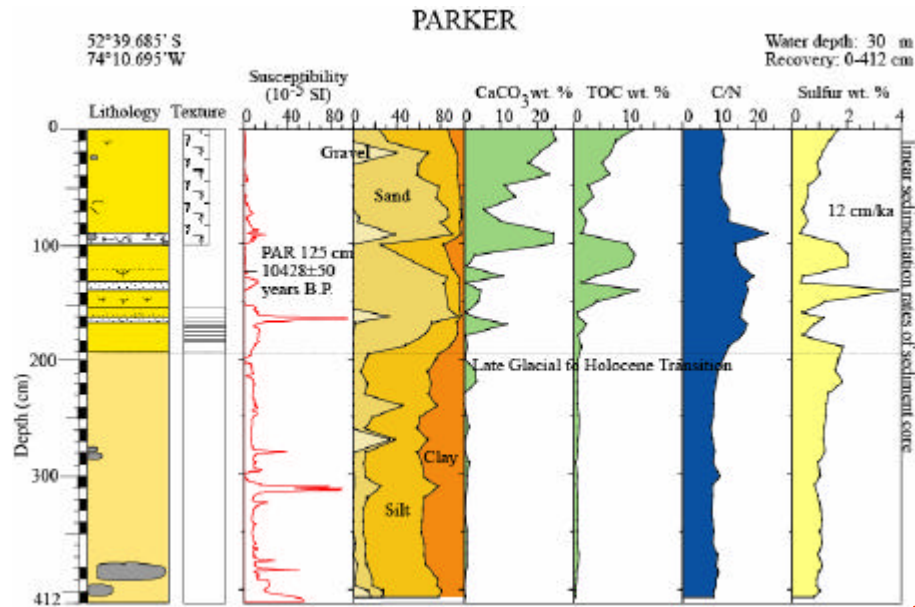 PARKER
52°39.685' S
74°10.695'W
Water depth: 30 m
Recovery: 0-412 cm
Susceptibility
(10⁻⁵ SI)
CaCO₃ wt. %
TOC wt. %
C/N
Sulfur wt. %
Lithology
Texture
0 40
0 40 80
0 10 20
0 10 20
0 2 4
0
100
200
300
412
Depth (cm)
Gravel
Sand
PAR 125 cm
10428±50
years B.P.
12 cm/ka
Late Glacial to Holocene Transition
Clay
Silt
linear sedimentation rates of sediment core